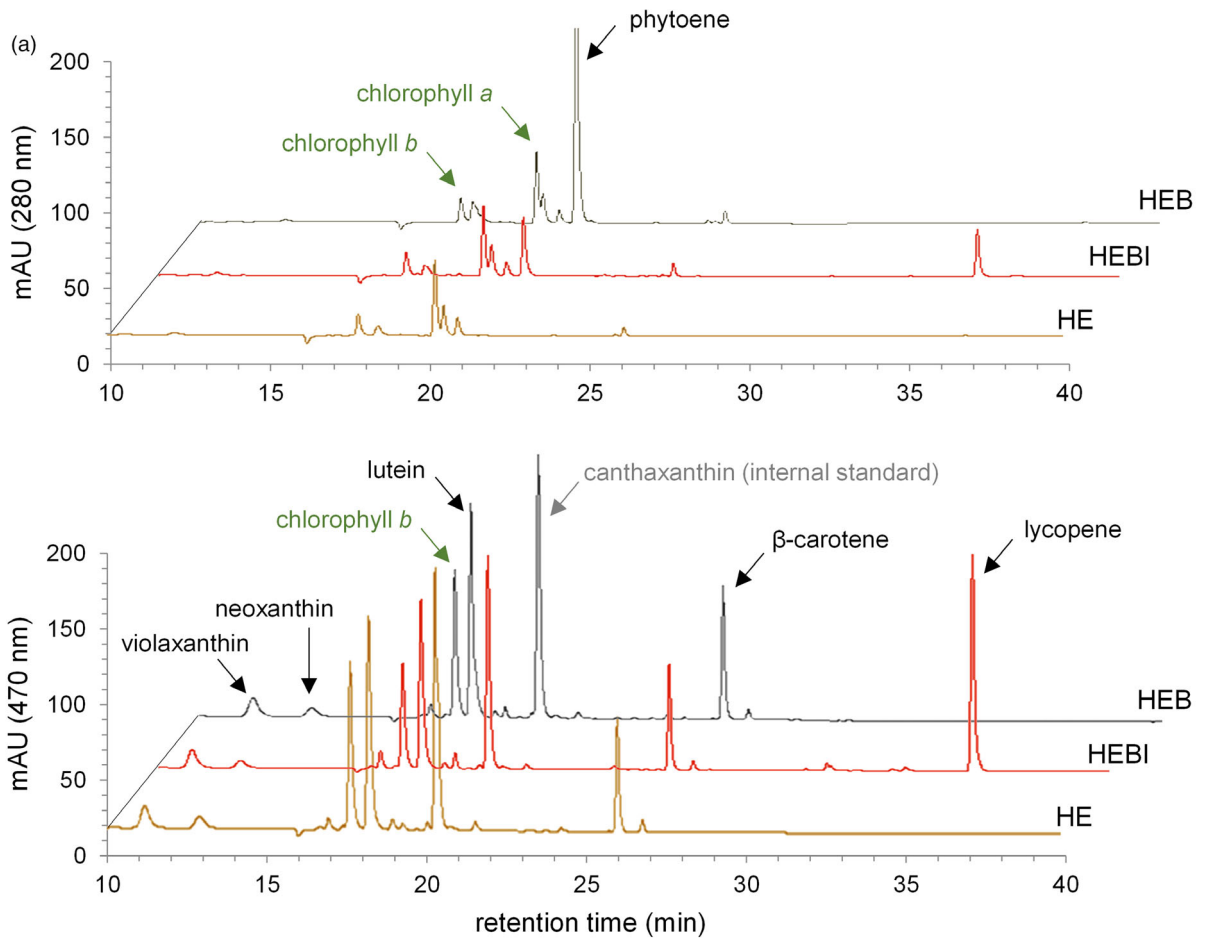 (a)
phytoene
200
chlorophyll a
150
chlorophyll b
mAU (280 nm)
100
HEB
HEBI
50
HE
0
10 15 20 25 30 35 40
lutein
canthaxanthin (internal standard)
chlorophyll b
β-carotene
lycopene
200
neoxanthin
violaxanthin
150
mAU (470 nm)
100
HEB
HEBI
50
HE
0
10 15 20 25 30 35 40
retention time (min)